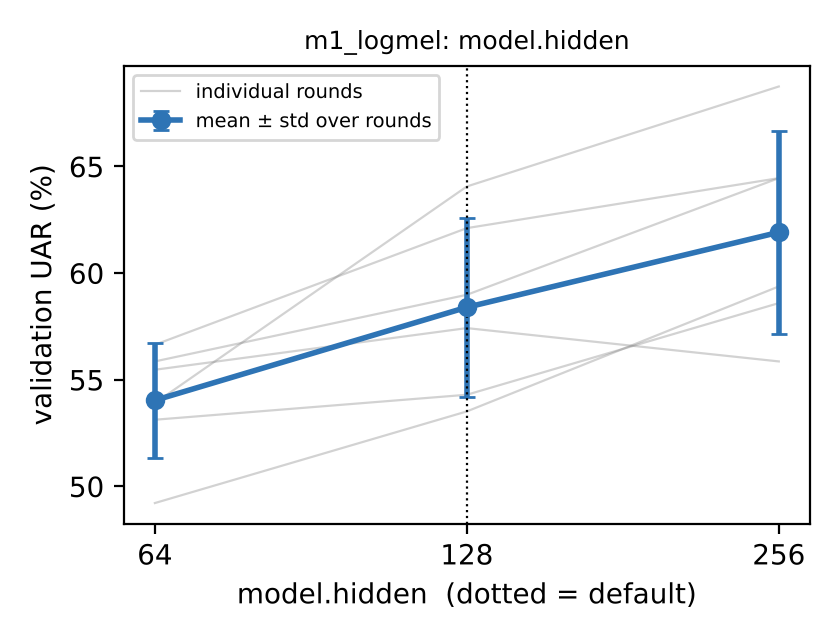 m1_logmel: model.hidden
individual rounds
mean ± std over rounds
validation UAR (%)
65
60
55
50
64
128
256
model.hidden (dotted = default)